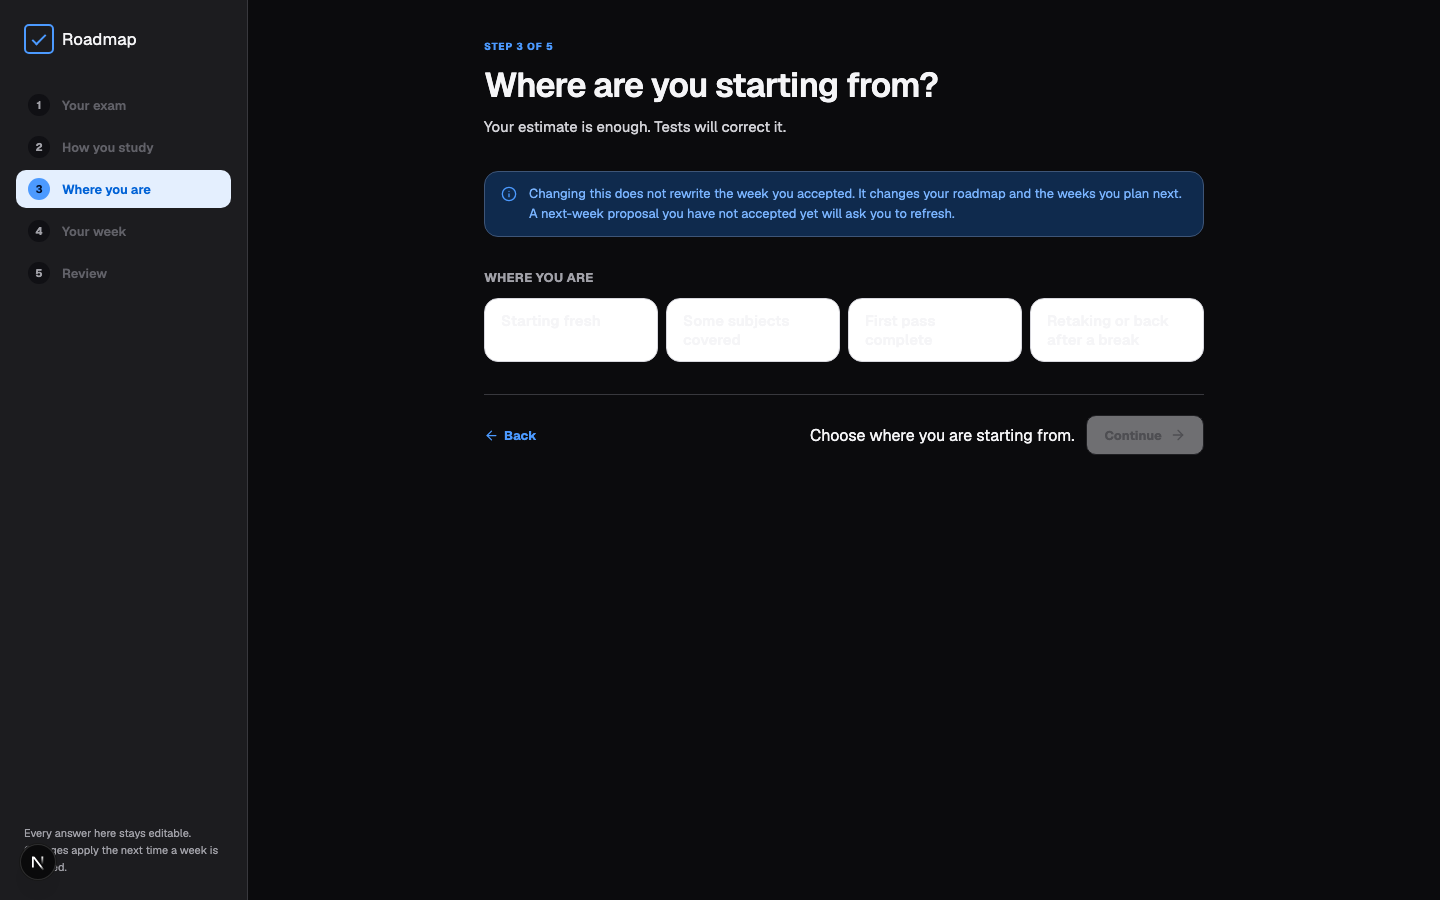 Roadmap
1 Your exam
2 How you study
3 Where you are
4 Your week
5 Review
Every answer here stays editable.
ges apply the next time a week is
ed.
N
STEP 3 OF 5
Where are you starting from?
Your estimate is enough. Tests will correct it.
Changing this does not rewrite the week you accepted. It changes your roadmap and the weeks you plan next.
A next-week proposal you have not accepted yet will ask you to refresh.
WHERE YOU ARE
Starting fresh
Some subjects
covered
First pass
complete
Retaking or back
after a break
Back
Choose where you are starting from.
Continue